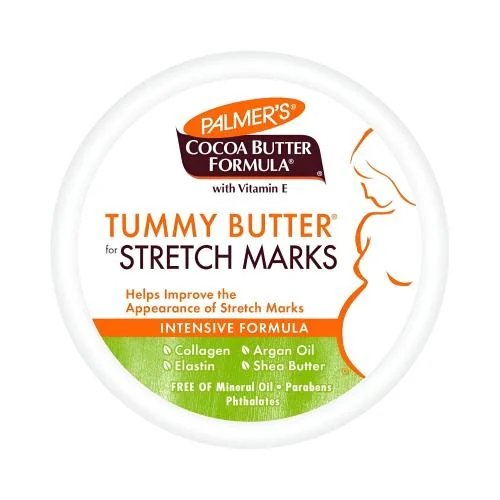 PALMER'S®
COCOA BUTTER
FORMULA®
with Vitamin E
TUMMY BUTTER®
for STRETCH MARKS
Helps Improve the
Appearance of Stretch Marks
INTENSIVE FORMULA
Collagen Argan Oil
Elastin Shea Butter
FREE OF Mineral Oil • Parabens
Phthalates